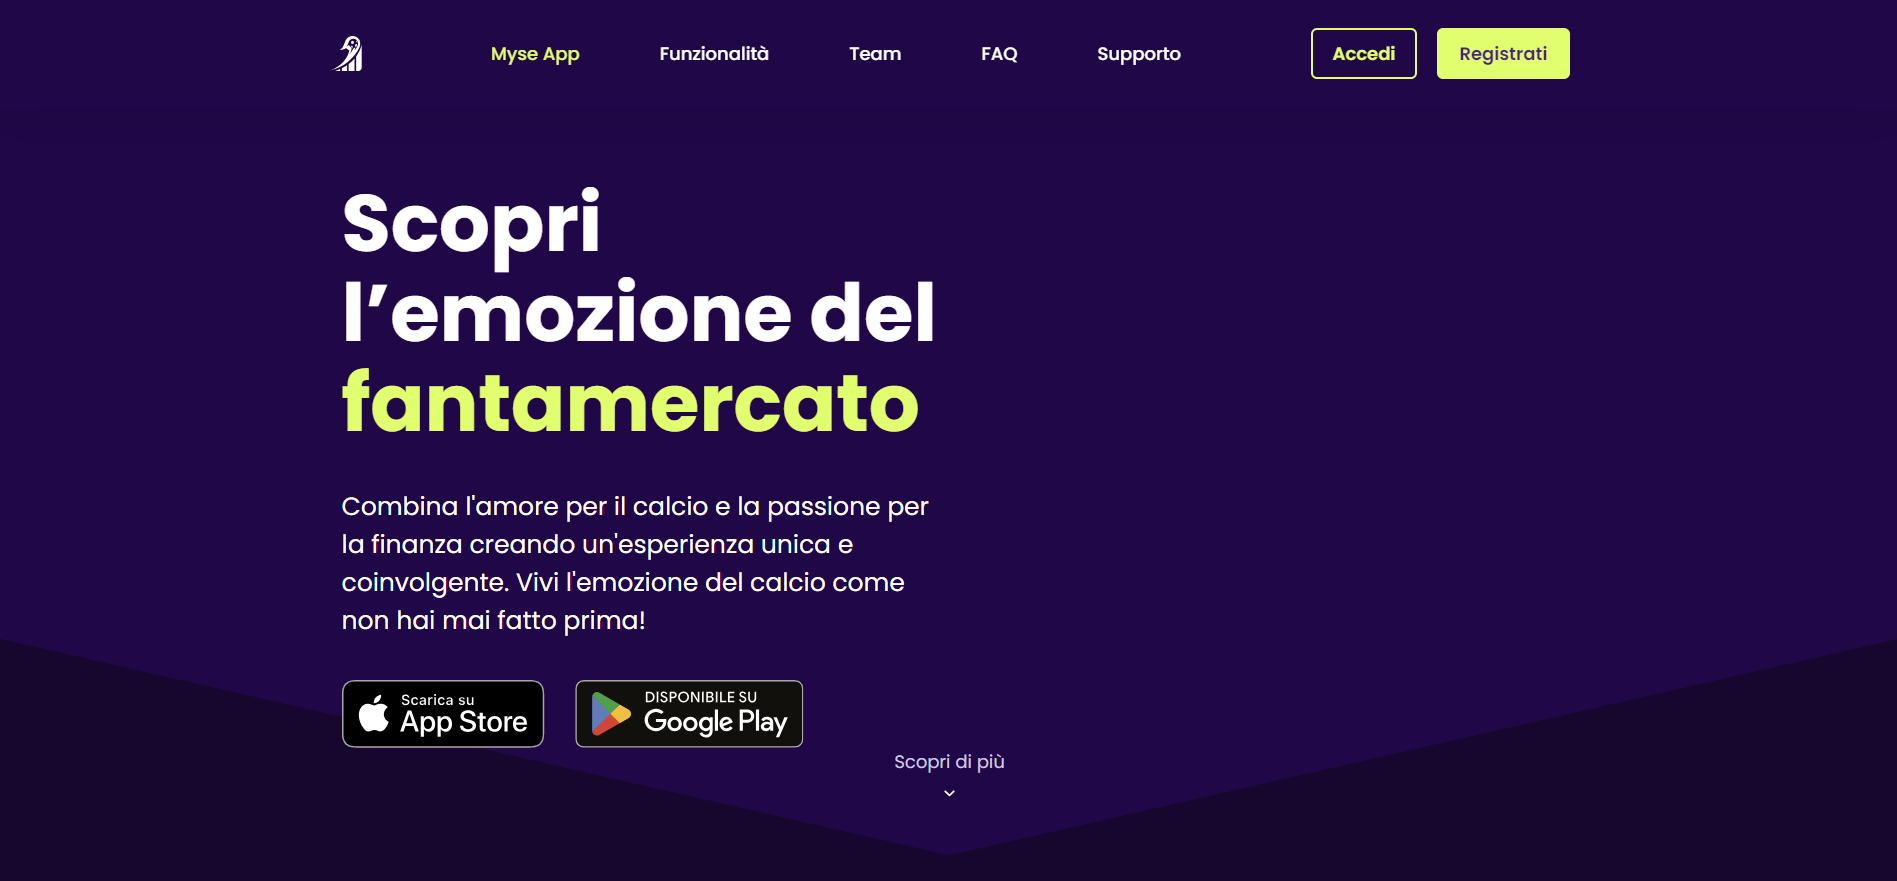 Myse App
Funzionalità
Team
FAQ
Supporto
Accedi
Registrati
Scopri
l’emozione del
fantamercato
Combina l'amore per il calcio e la passione per
la finanza creando un'esperienza unica e
coinvolgente. Vivi l'emozione del calcio come
non hai mai fatto prima!
Scarica su
App Store
DISPONIBILE SU
Google Play
Scopri di più